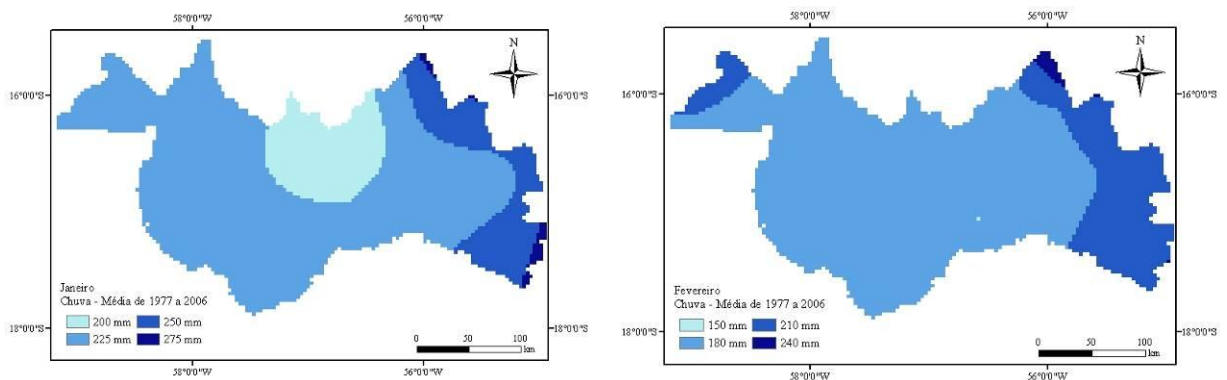 58°0'0"W 56°0'0"W
N
16°0'0"S 16°0'0"S
Janeiro
Chuva - Média de 1977 a 2006
200 mm 250 mm
225 mm 275 mm
18°0'0"S 18°0'0"S
0 50 100
km
58°0'0"W 56°0'0"W
58°0'0"W 56°0'0"W
N
16°0'0"S 16°0'0"S
Fevereiro
Chuva - Média de 1977 a 2006
150 mm 210 mm
180 mm 240 mm
18°0'0"S 18°0'0"S
0 50 100
km
58°0'0"W 56°0'0"W